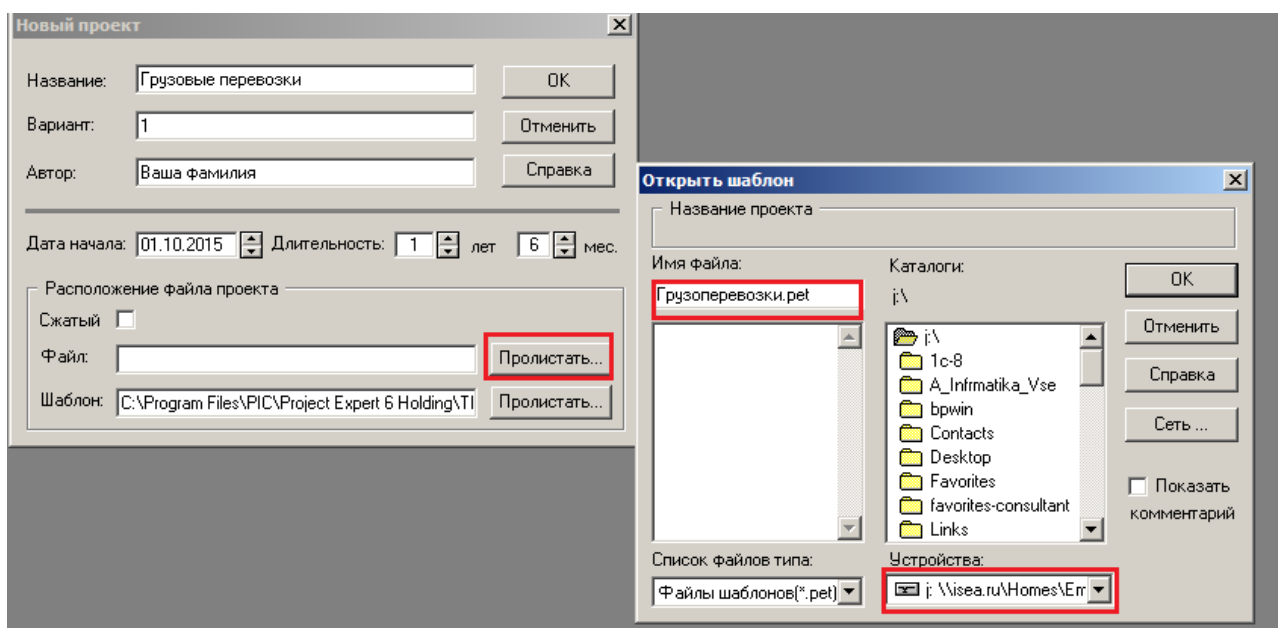 Новый проект
Название: Грузовые перевозки OK
Вариант: 1 Отменить
Автор: Ваша фамилия Справка
Дата начала: 01.10.2015 Длительность: 1 лет 6 мес.
Расположение файла проекта
Сжатый
Файл: Пролистать...
Шаблон: C:\Program Files\PIC\Project Expert 6 Holding\TI Пролистать...
Открыть шаблон
Название проекта
Имя файла:
Грузоперевозки.pet
Каталоги:
j:\
j:\
1c-8
A_Infrmatika_Vse
bpwin
Contacts
Desktop
Favorites
favorites-consultant
Links
OK
Отменить
Справка
Сеть ...
Показать
комментарий
Список файлов типа:
Файлы шаблонов(*.pet)
Устройства:
j: \\isea.ru\Homes\Em